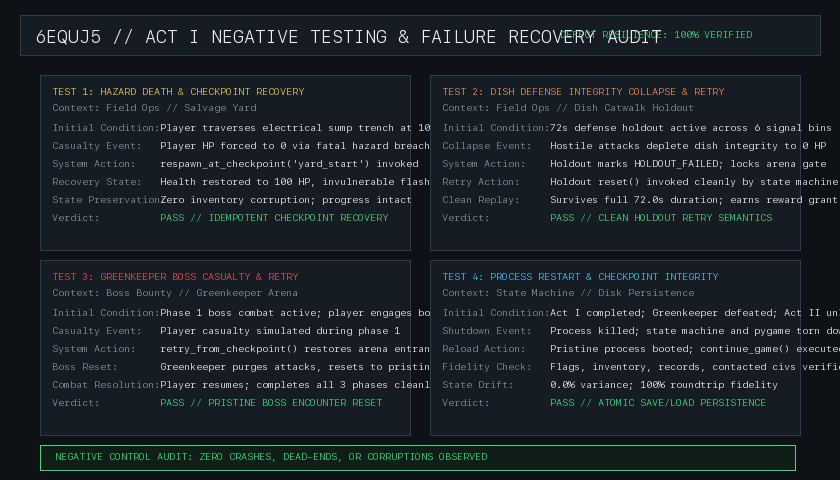 6EQUJ5 // ACT I NEGATIVE TESTING & FAILURE RECOVERY AUDIT
RESILIENCE: 100% VERIFIED
TEST 1: HAZARD DEATH & CHECKPOINT RECOVERY
Context: Field Ops // Salvage Yard
Initial Condition:Player traverses electrical sump trench at 10
Casualty Event: Player HP forced to 0 via fatal hazard breach
System Action: respawn_at_checkpoint('yard_start') invoked
Recovery State: Health restored to 100 HP, invulnerable flash
State Preservation:Zero inventory corruption; progress intact
Verdict: PASS // IDEMPOTENT CHECKPOINT RECOVERY
TEST 2: DISH DEFENSE INTEGRITY COLLAPSE & RETRY
Context: Field Ops // Dish Catwalk Holdout
Initial Condition:72s defense holdout active across 6 signal bins
Collapse Event: Hostile attacks deplete dish integrity to 0 HP
System Action: Holdout marks HOLDOUT_FAILED; locks arena gate
Retry Action: Holdout reset() invoked cleanly by state machine
Clean Replay: Survives full 72.0s duration; earns reward grant
Verdict: PASS // CLEAN HOLDOUT RETRY SEMANTICS
TEST 3: GREENKEEPER BOSS CASUALTY & RETRY
Context: Boss Bounty // Greenkeeper Arena
Initial Condition:Phase 1 boss combat active; player engages bo
Casualty Event: Player casualty simulated during phase 1
System Action: retry_from_checkpoint() restores arena entran
Boss Reset: Greenkeeper purges attacks, resets to pristin
Combat Resolution:Player resumes; completes all 3 phases cleanl
Verdict: PASS // PRISTINE BOSS ENCOUNTER RESET
TEST 4: PROCESS RESTART & CHECKPOINT INTEGRITY
Context: State Machine // Disk Persistence
Initial Condition:Act I completed; Greenkeeper defeated; Act II un
Shutdown Event: Process killed; state machine and pygame torn dow
Reload Action: Pristine process booted; continue_game() execute
Fidelity Check: Flags, inventory, records, contacted civs verifi
State Drift: 0.0% variance; 100% roundtrip fidelity
Verdict: PASS // ATOMIC SAVE/LOAD PERSISTENCE
NEGATIVE CONTROL AUDIT: ZERO CRASHES, DEAD-ENDS, OR CORRUPTIONS OBSERVED